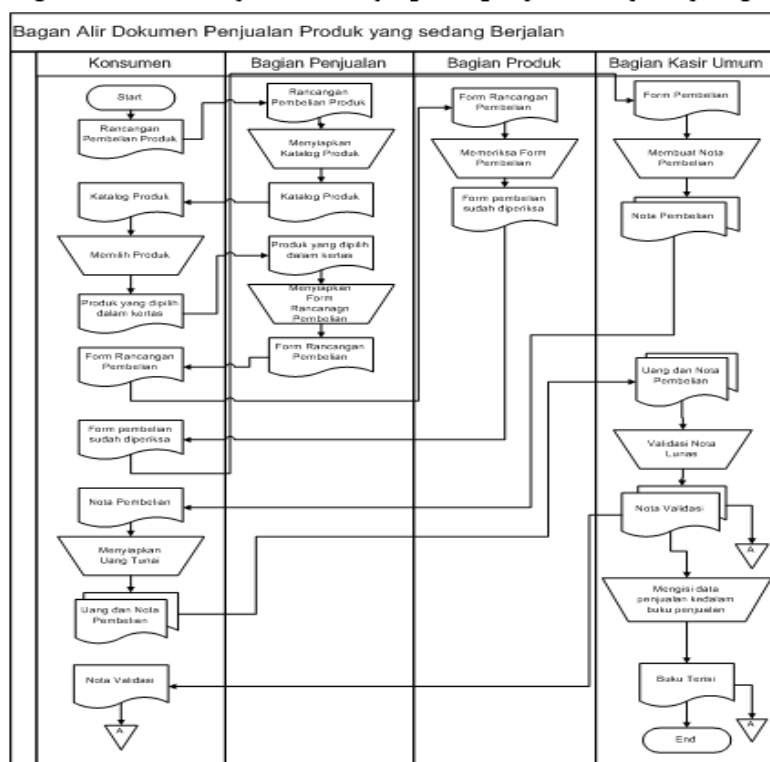 Bagan Alir Dokumen Penjualan Produk yang sedang Berjalan
Konsumen
Bagian Penjualan
Bagian Produk
Bagian Kasir Umum
Start
Rancangan
Pembelian Produk
Katalog Produk
Memilih Produk
Produk yang dipilih
dalam kertas
Form Rancangan
Pembelian
Form pembelian
sudah diperiksa
Nota Pembelian
Menyiapkan
Uang Tunai
Uang dan Nota
Pembelian
Nota Validasi
A
Rancangan
Pembelian Produk
Menyiapkan
Katalog Produk
Katalog Produk
Produk yang dipilih
dalam kertas
Menyiapkan
Form
Rancanagn
Pembelian
Form Rancangan
Pembelian
Form Rancangan
Pembelian
Memeriksa Form
Pembelian
Form pembelian
sudah diperiksa
Form Pembelian
Membuat Nota
Pembelian
Nota Pembelian
Uang dan Nota
Pembelian
Validasi Nota
Lunas
Nota Validasi
A
Mengisi data
penjualan kedalam
buku penjualan
Buku Terisi
A
End